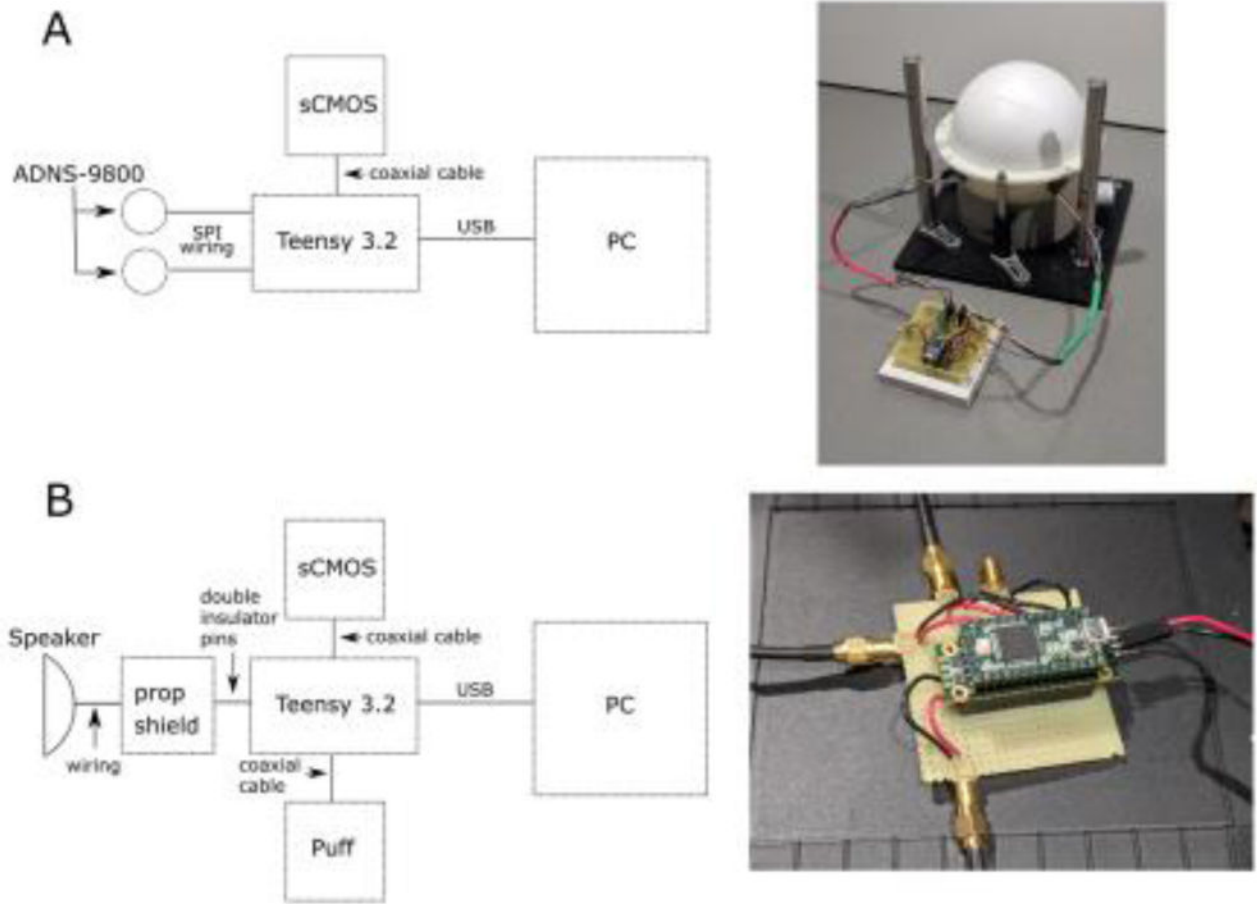 A
sCMOS
ADNS-9800
coaxial cable
SPI
wiring
Teensy 3.2
USB
PC
B
sCMOS
double
insulator
pins
Speaker
coaxial cable
prop
shield
Teensy 3.2
USB
PC
wiring
coaxial
cable
Puff